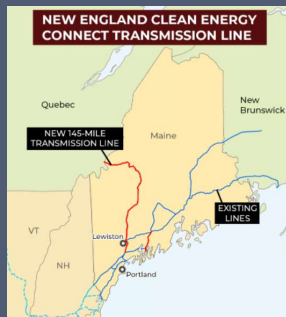 NEW ENGLAND CLEAN ENERGY
CONNECT TRANSMISSION LINE
Quebec
New
Brunswick
NEW 145-MILE
TRANSMISSION LINE
Maine
EXISTING
LINES
VT
Lewiston
NH
Portland